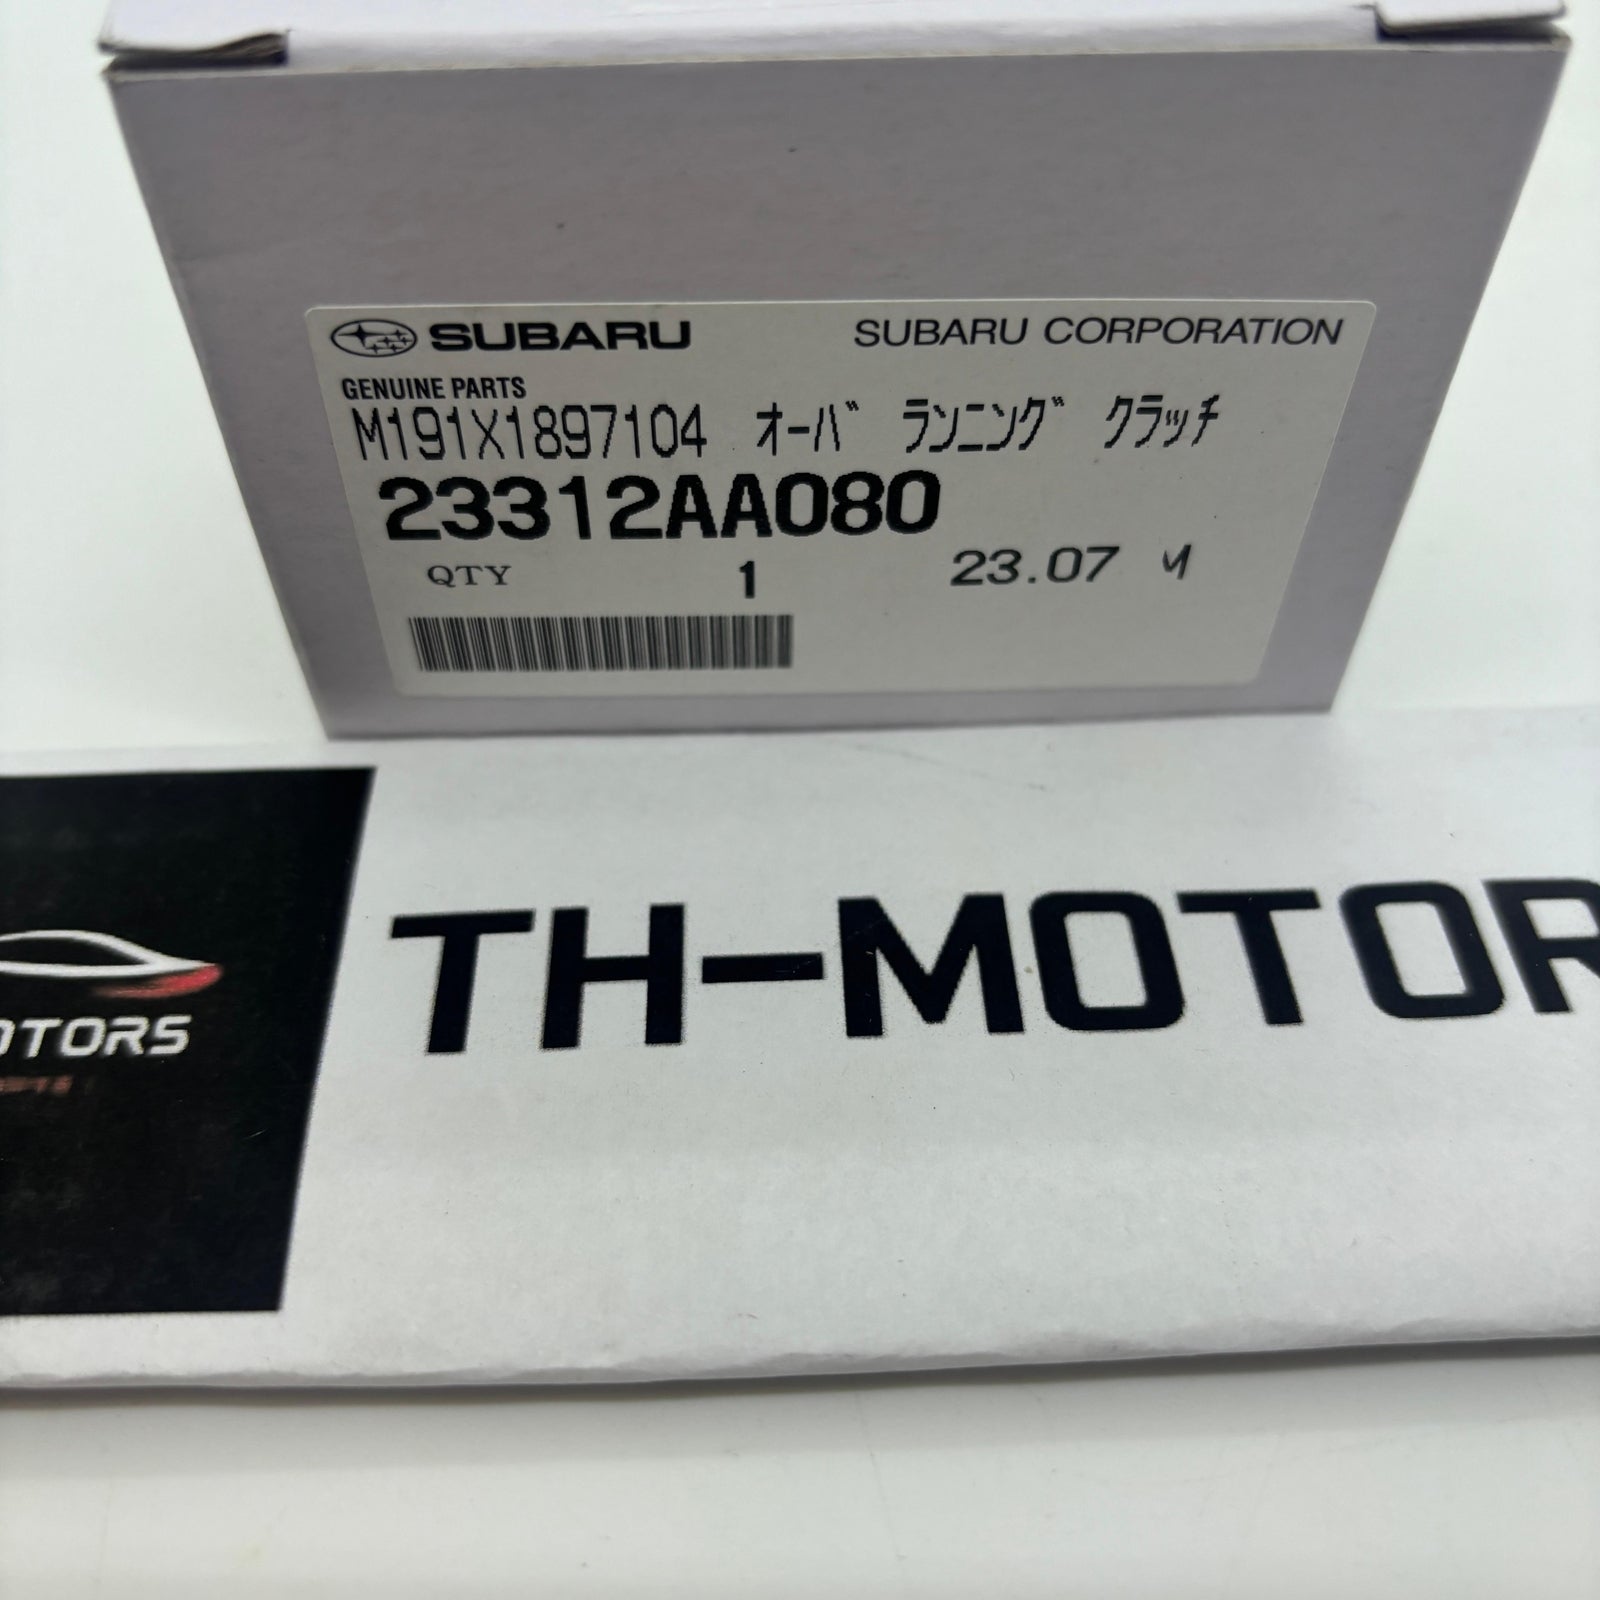 SUBARU
SUBARU CORPORATION
GENUINE PARTS
M191X1897104 ｵｰﾊﾞ ﾗﾝﾆﾝｸﾞ ｸﾗｯﾁ
23312AA080
QTY 1 23.07 M
TH-MOTOR
OTORS